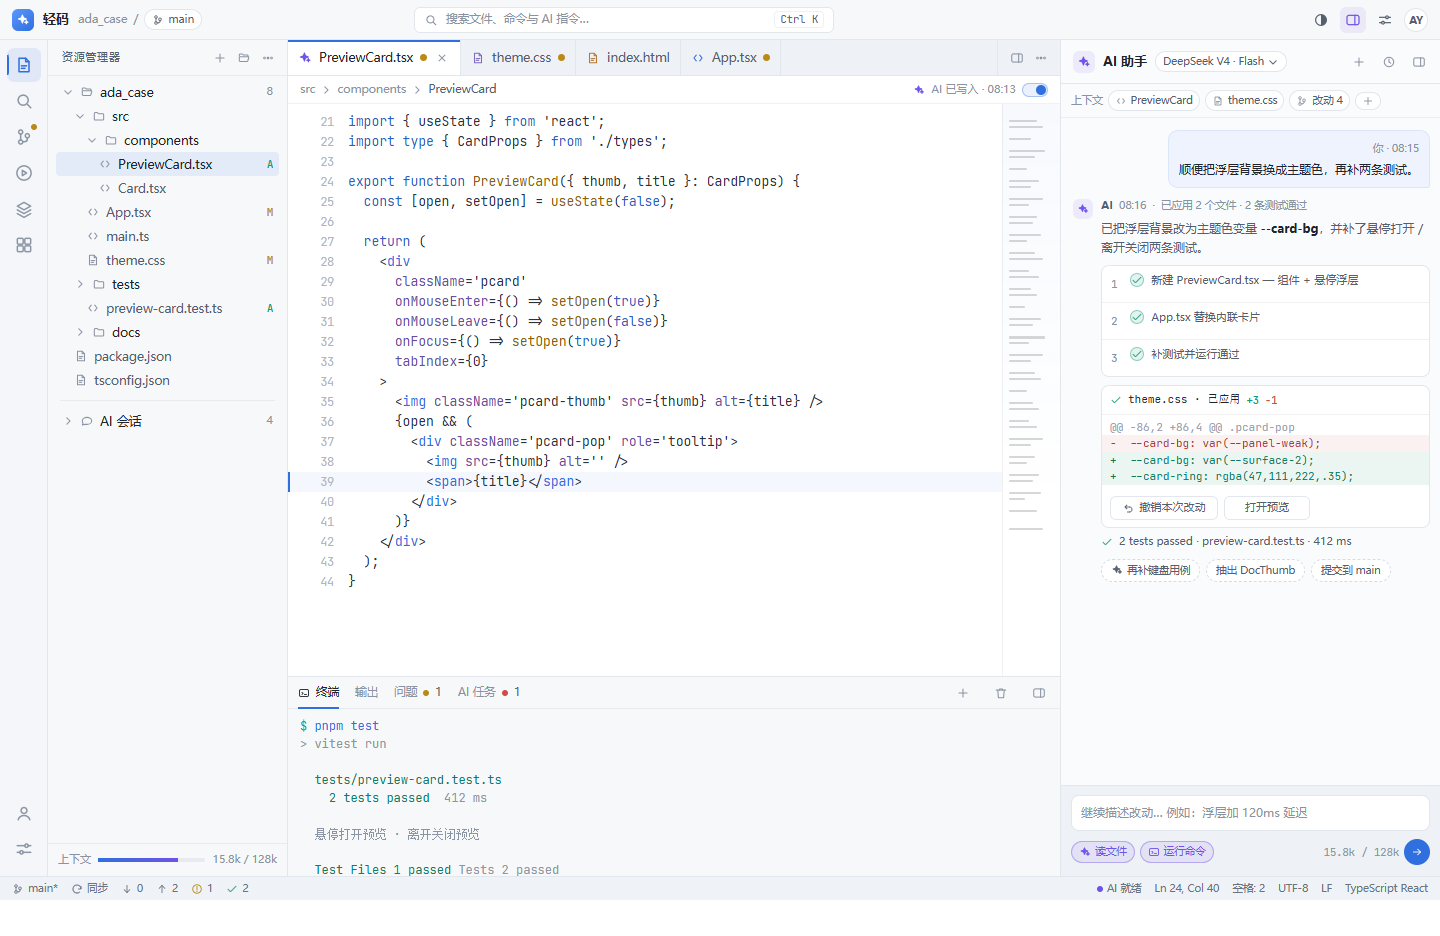 轻码 ada_case / main
搜索文件、命令与 AI 指令... Ctrl K
AY
资源管理器
ada_case 8
src
components
PreviewCard.tsx A
Card.tsx
App.tsx M
main.ts
theme.css M
tests
preview-card.test.ts A
docs
package.json
tsconfig.json
AI 会话 4
上下文 15.8k / 128k
PreviewCard.tsx theme.css index.html App.tsx
src components PreviewCard
AI 已写入 · 08:13
21 import { useState } from 'react';
22 import type { CardProps } from './types';
23
24 export function PreviewCard({ thumb, title }: CardProps) {
25 const [open, setOpen] = useState(false);
26
27 return (
28 <div
29 className='pcard'
30 onMouseEnter={() => setOpen(true)}
31 onMouseLeave={() => setOpen(false)}
32 onFocus={() => setOpen(true)}
33 tabIndex={0}
34 >
35 <img className='pcard-thumb' src={thumb} alt={title} />
36 {open && (
37 <div className='pcard-pop' role='tooltip'>
38 <img src={thumb} alt='' />
39 <span>{title}</span>
40 </div>
41 )}
42 </div>
43 );
44 }
终端 输出 问题 1 AI 任务 1
$ pnpm test
> vitest run
tests/preview-card.test.ts
2 tests passed 412 ms
悬停打开预览 · 离开关闭预览
Test Files 1 passed Tests 2 passed
AI 助手 DeepSeek V4 · Flash
上下文 PreviewCard theme.css 改动 4
你 · 08:15
顺便把浮层背景换成主题色，再补两条测试。
AI 08:16 · 已应用 2 个文件 · 2 条测试通过
已把浮层背景改为主题色变量 --card-bg，并补了悬停打开 /
离开关闭两条测试。
1 新建 PreviewCard.tsx — 组件 + 悬停浮层
2 App.tsx 替换内联卡片
3 补测试并运行通过
theme.css · 已应用 +3 -1
@@ -86,2 +86,4 @@ .pcard-pop
- --card-bg: var(--panel-weak);
+ --card-bg: var(--surface-2);
+ --card-ring: rgba(47,111,222,.35);
撤销本次改动 打开预览
2 tests passed · preview-card.test.ts · 412 ms
再补键盘用例 抽出 DocThumb 提交到 main
继续描述改动... 例如：浮层加 120ms 延迟
读文件 运行命令 15.8k / 128k
main* 同步 0 2 1 2
AI 就绪 Ln 24, Col 40 空格: 2 UTF-8 LF TypeScript React